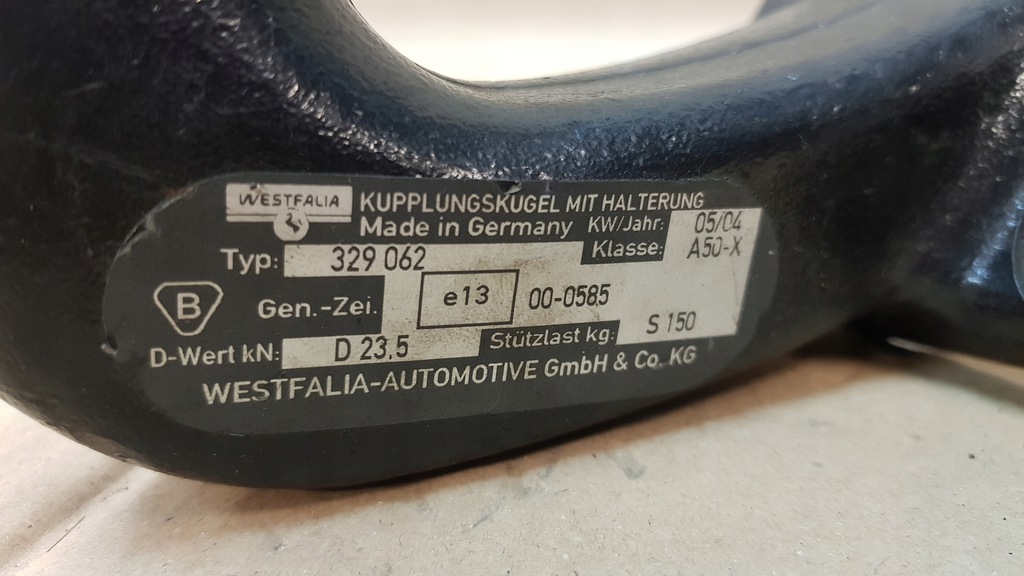 WESTFALIA KUPPLUNGSKUGEL MIT HALTERUNG
Made in Germany KW/Jahr: 05/04
Typ: 329 062 Klasse: A50-X
B Gen.-Zei. e13 00-0585
D-Wert kN: D 23.5 Stützlast kg: S 150
WESTFALIA-AUTOMOTIVE GmbH & Co. KG